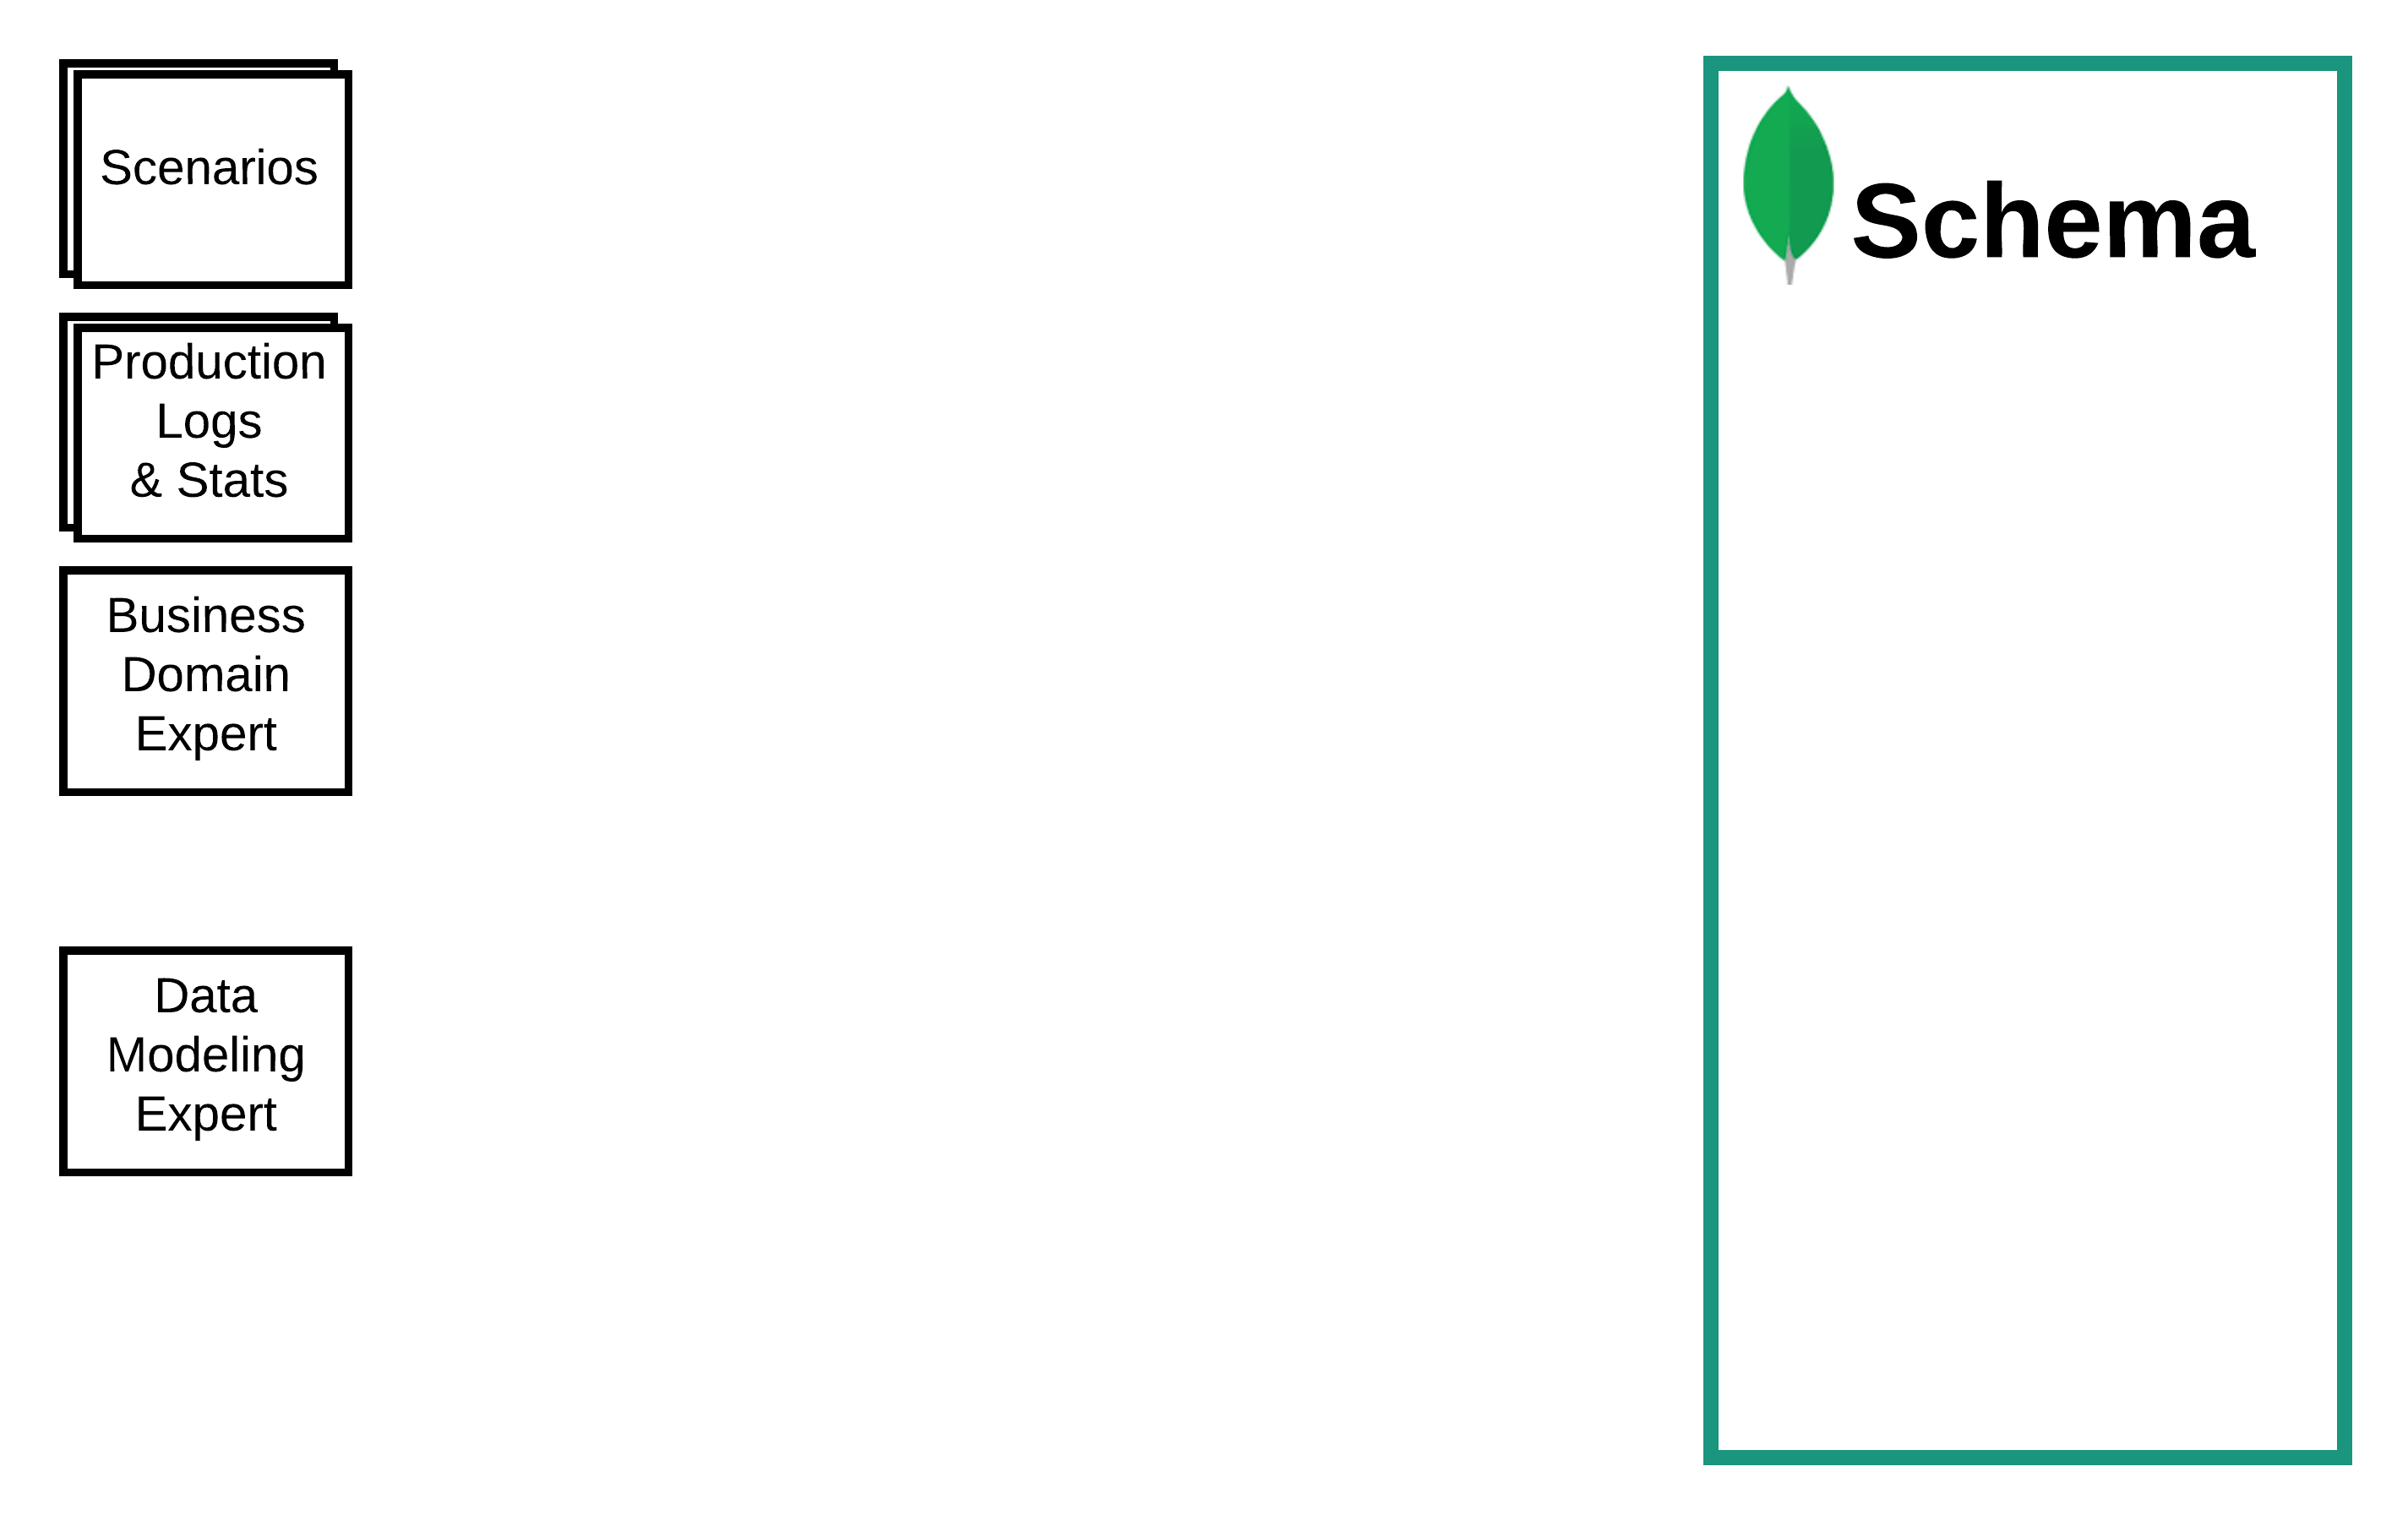 Scenarios
Production
Logs
& Stats
Business
Domain
Expert
Data
Modeling
Expert
Schema